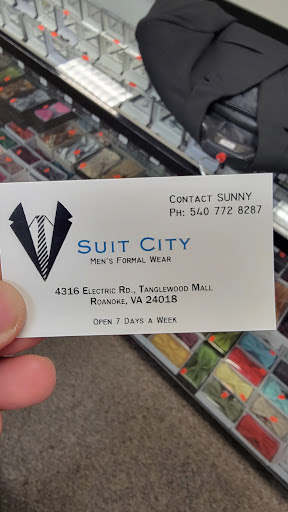 Contact SUNNY
Ph: 540 772 8287
Suit City
Men's Formal Wear
4316 Electric Rd., Tanglewood Mall
Roanoke, VA 24018
Open 7 Days a Week